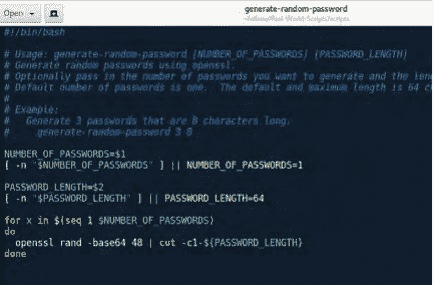 Open
generate-random-password
#!/bin/bash
# Usage: generate-random-password [NUMBER_OF_PASSWORDS] [PASSWORD_LENGTH]
# Generate random passwords using openssl.
# Optionally pass in the number of passwords you want to generate and the leng
# Default number of passwords is one.  The default and maximum length is 64 ch
#
# Example:
#   Generate 3 passwords that are 8 characters long.
#     generate-random-password 3 8
NUMBER_OF_PASSWORDS=$1
[ -n "$NUMBER_OF_PASSWORDS" ] || NUMBER_OF_PASSWORDS=1
PASSWORD_LENGTH=$2
[ -n "$PASSWORD_LENGTH" ] || PASSWORD_LENGTH=64
for x in $(seq 1 $NUMBER_OF_PASSWORDS)
do
  openssl rand -base64 48 | cut -c1-${PASSWORD_LENGTH}
done